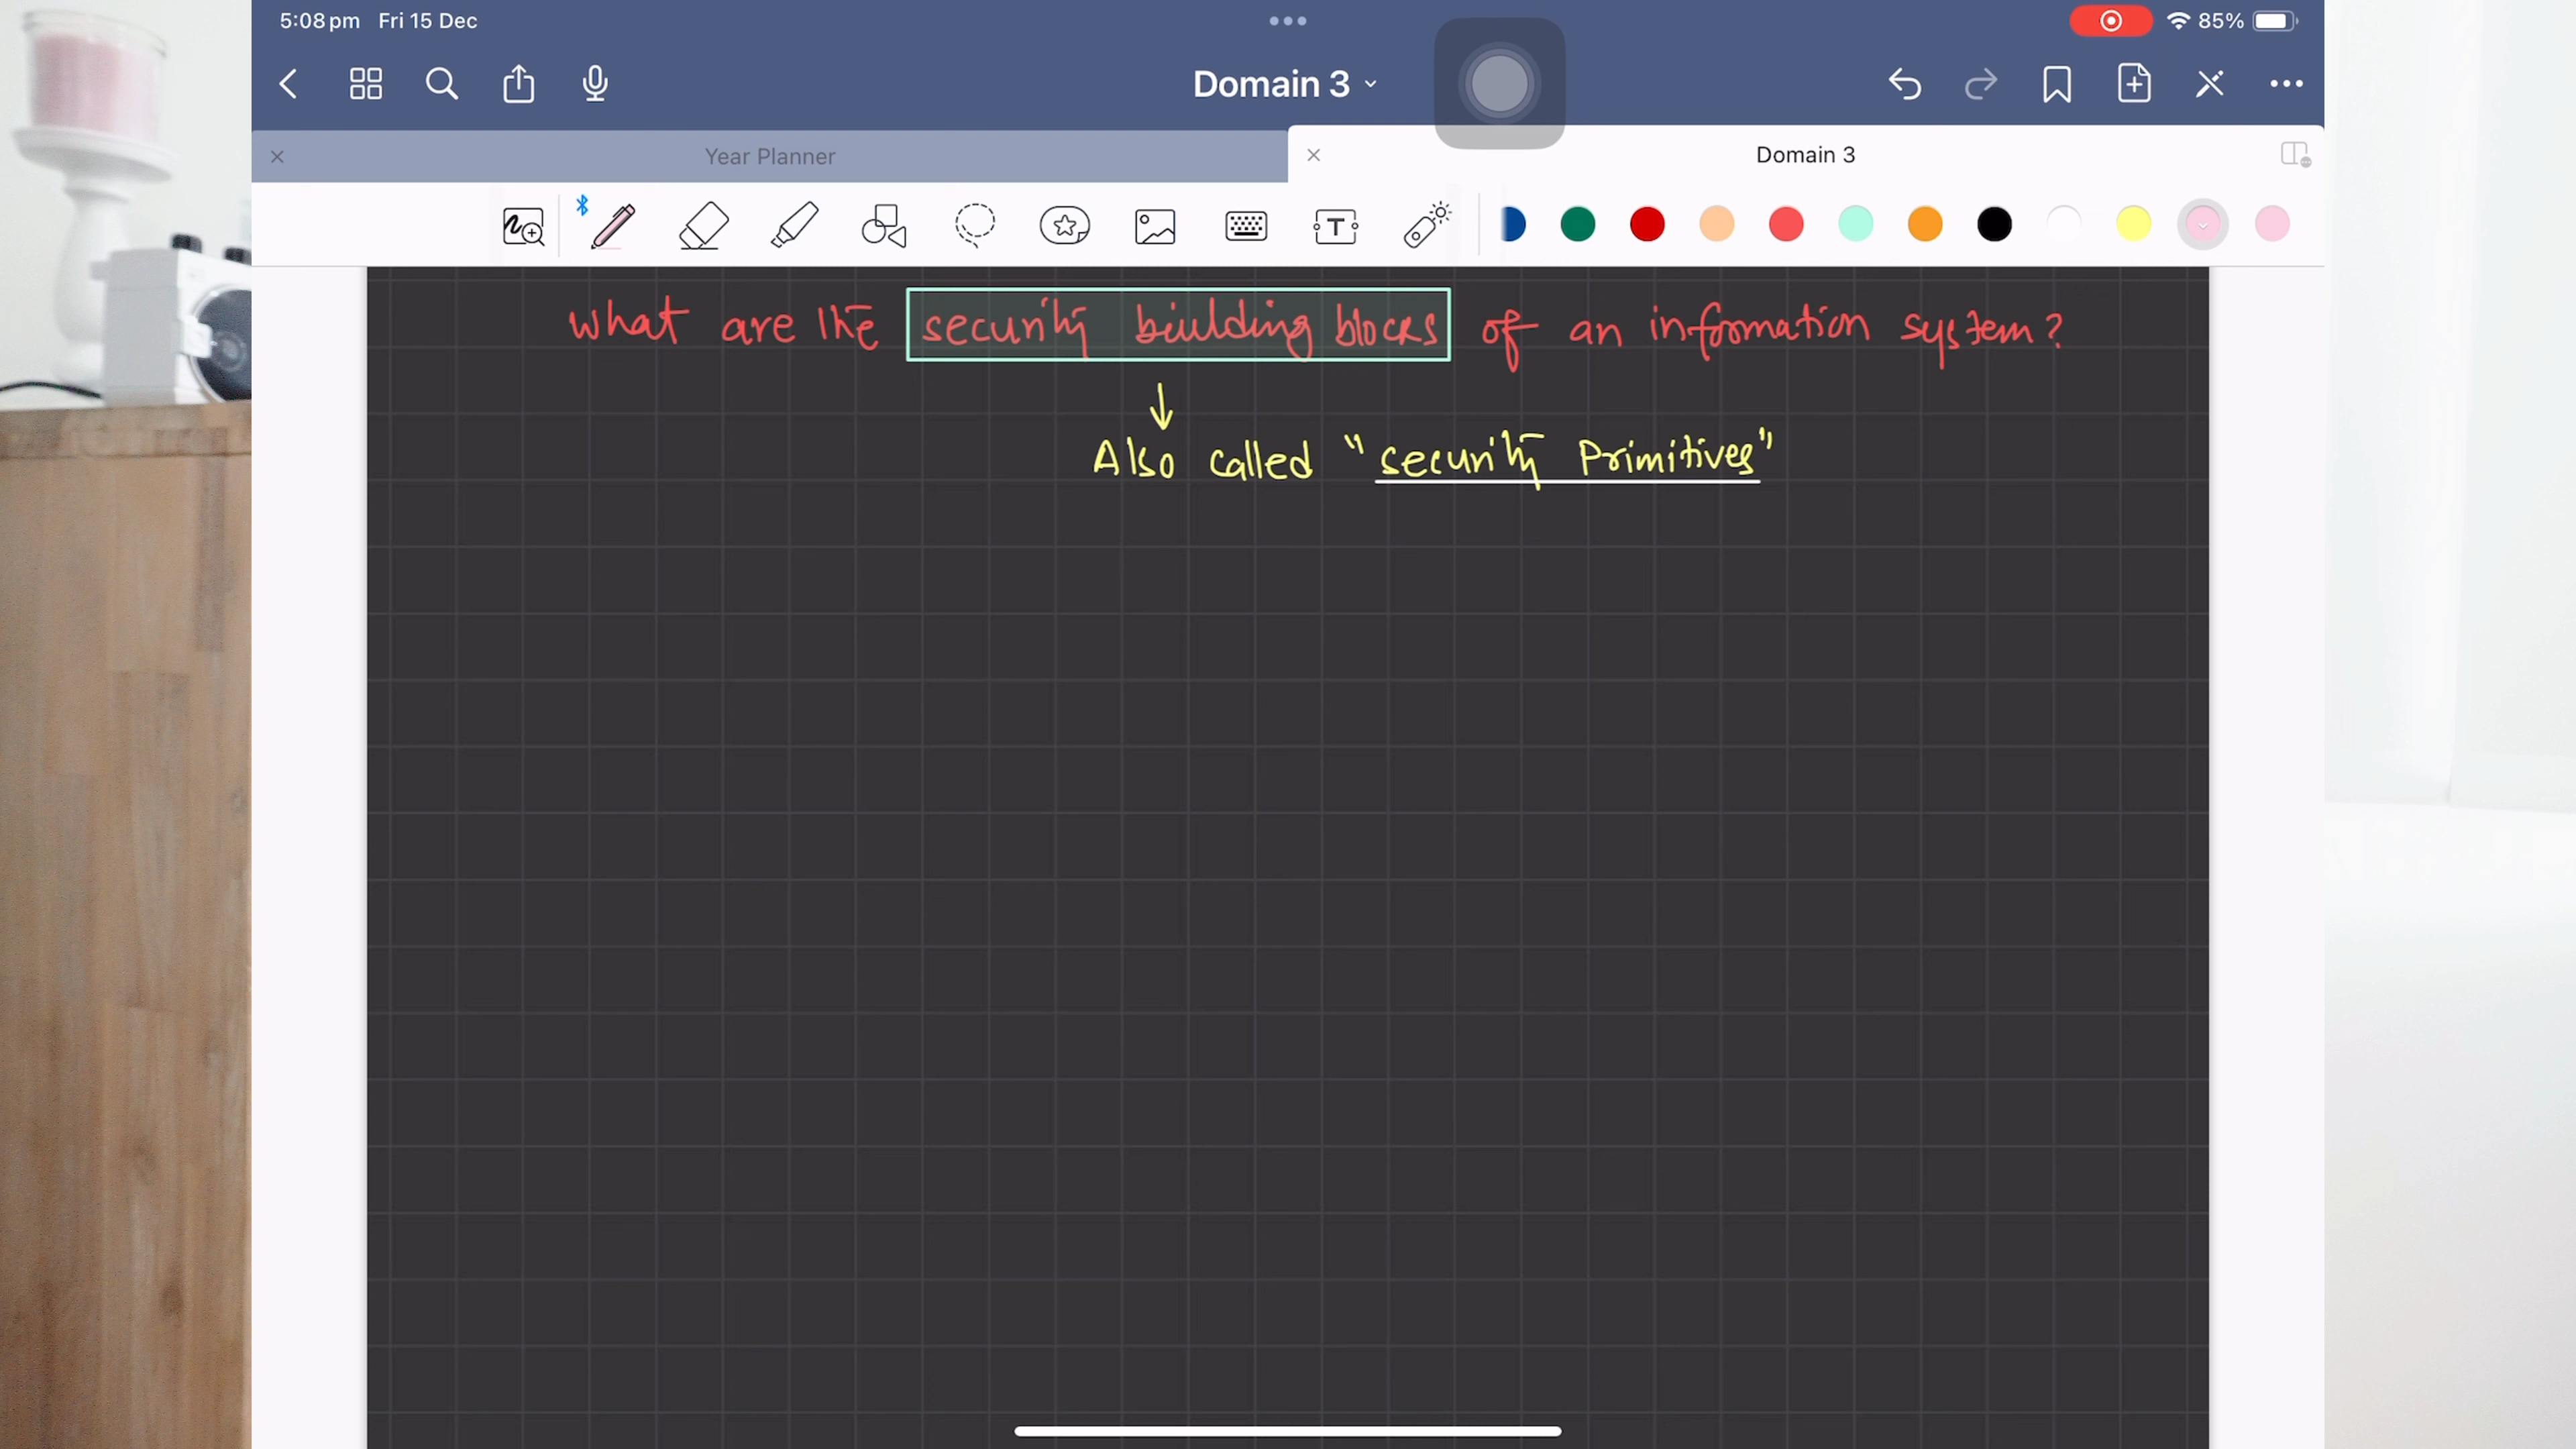 5:08 pm Fri 15 Dec
85%
Domain 3
Year Planner
Domain 3
What are the security building blocks of an information system?
↓
Also called "security Primitives"